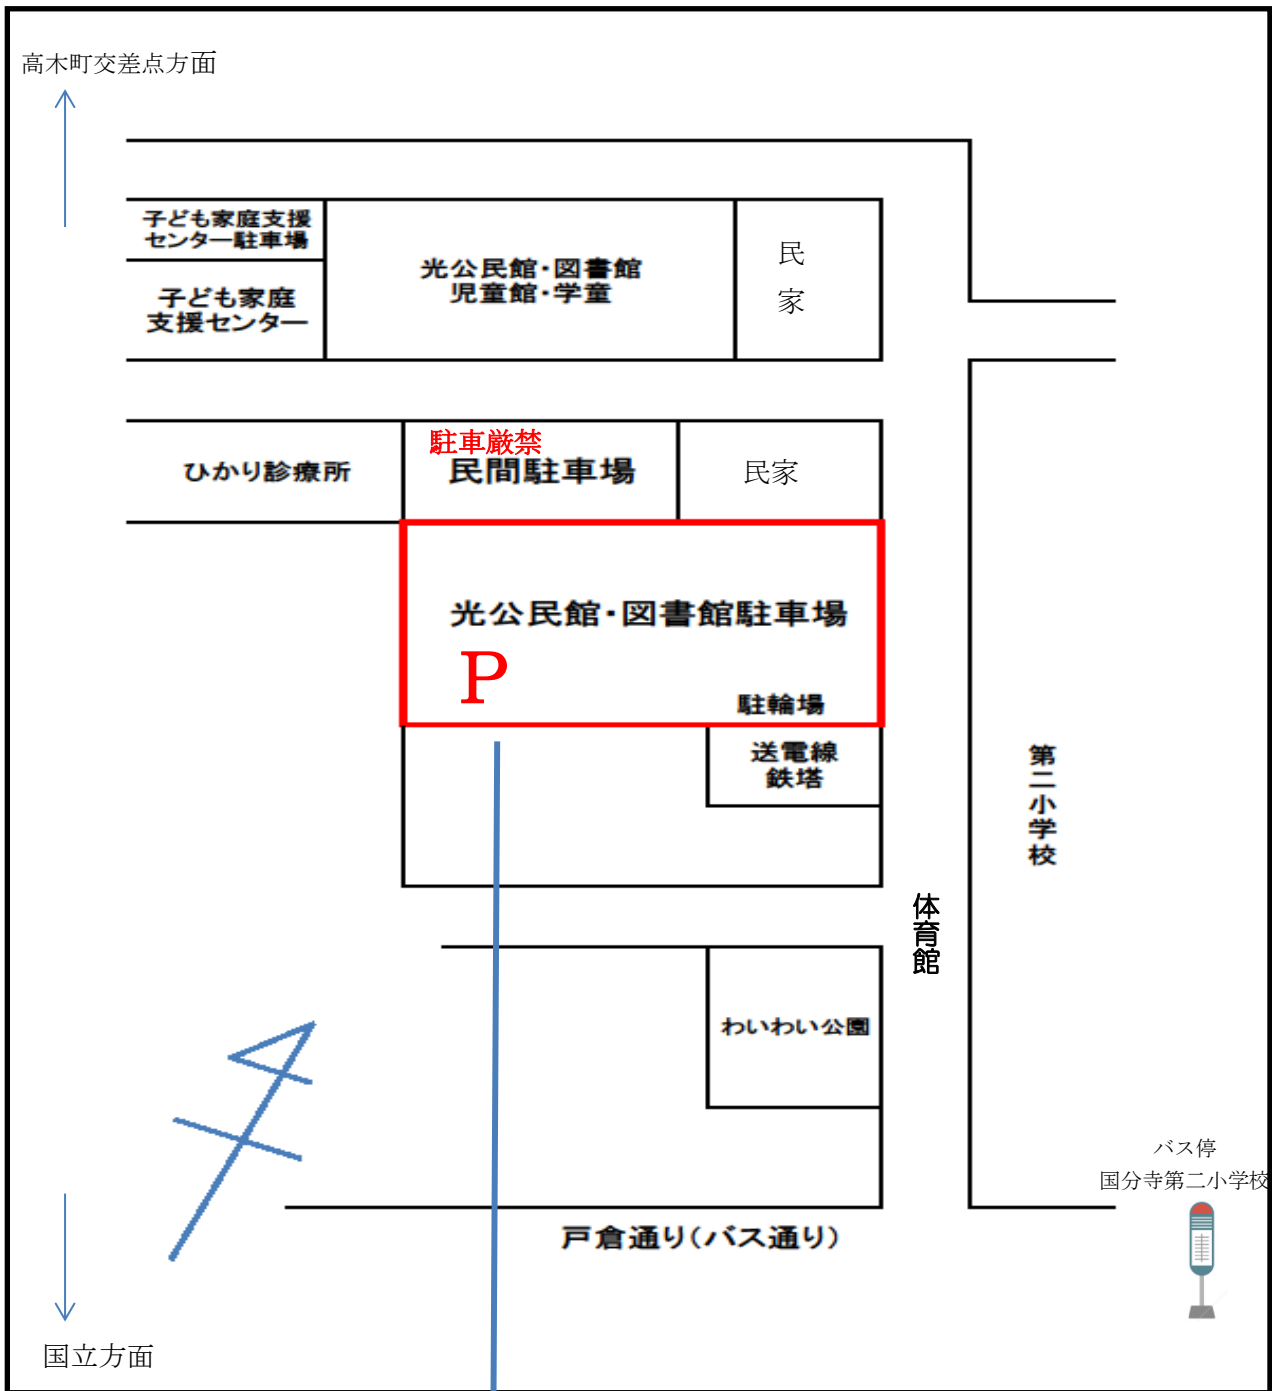 高木町交差点方面
子ども家庭支援
センター駐車場
子ども家庭
支援センター
光公民館・図書館
児童館・学童
民
家
ひかり診療所
駐車厳禁
民間駐車場
民家
光公民館・図書館駐車場
P
駐輪場
送電線
鉄塔
第二小学校
体育館
わいわい公園
バス停
国分寺第二小学校
戸倉通り(バス通り)
国立方面